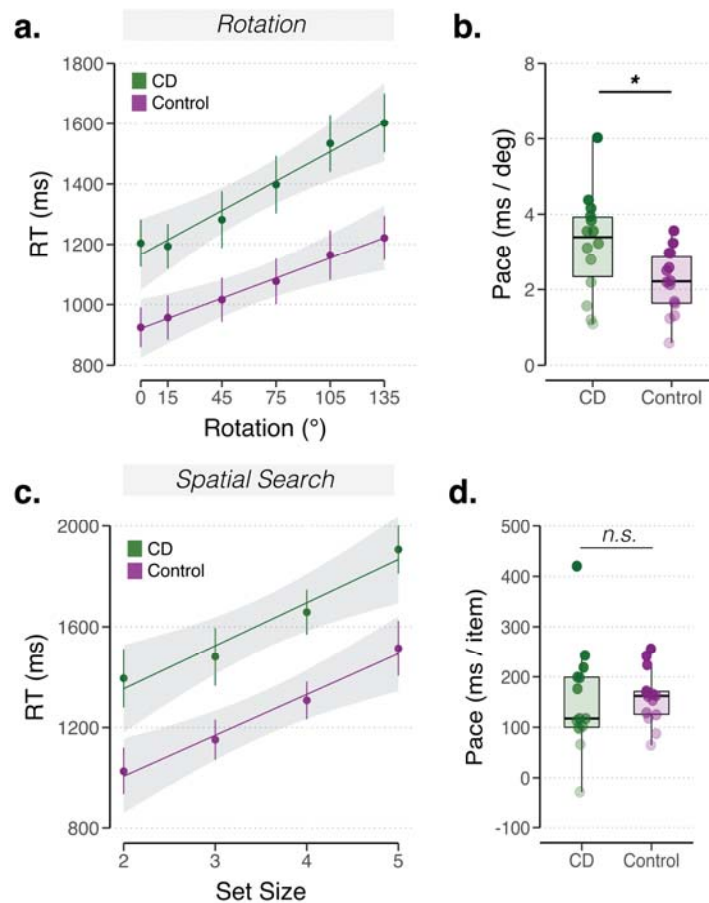 a.
Rotation
1800
1600
1400
1200
1000
800
RT (ms)
CD
Control
0
15
45
75
105
135
Rotation (°)
b.
*
8
6
4
2
0
Pace (ms / deg)
CD
Control
c.
Spatial Search
2000
1600
1200
800
RT (ms)
CD
Control
2
3
4
5
Set Size
d.
n.s.
500
400
300
200
100
0
-100
Pace (ms / item)
CD
Control